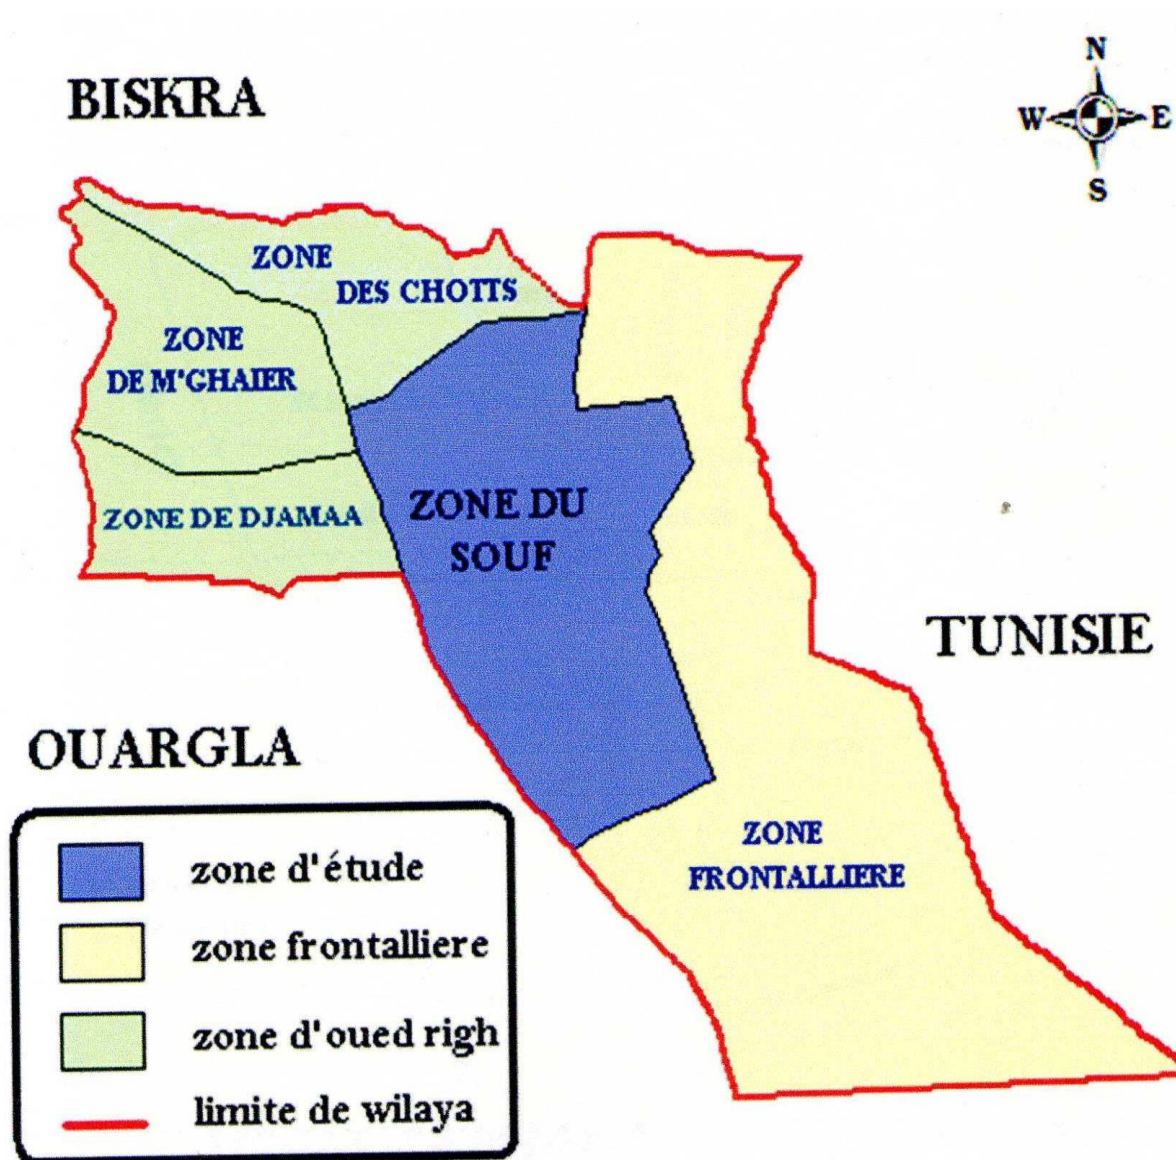 N
BISKRA
W E
S
ZONE
DES CHOTTS
ZONE
DE M'GHAIER
ZONE DU
SOUF
ZONE DE DJAMAA
TUNISIE
OUARGLA
ZONE
FRONTALLIERE
zone d'étude
zone frontalliere
zone d'oued righ
limite de wilaya